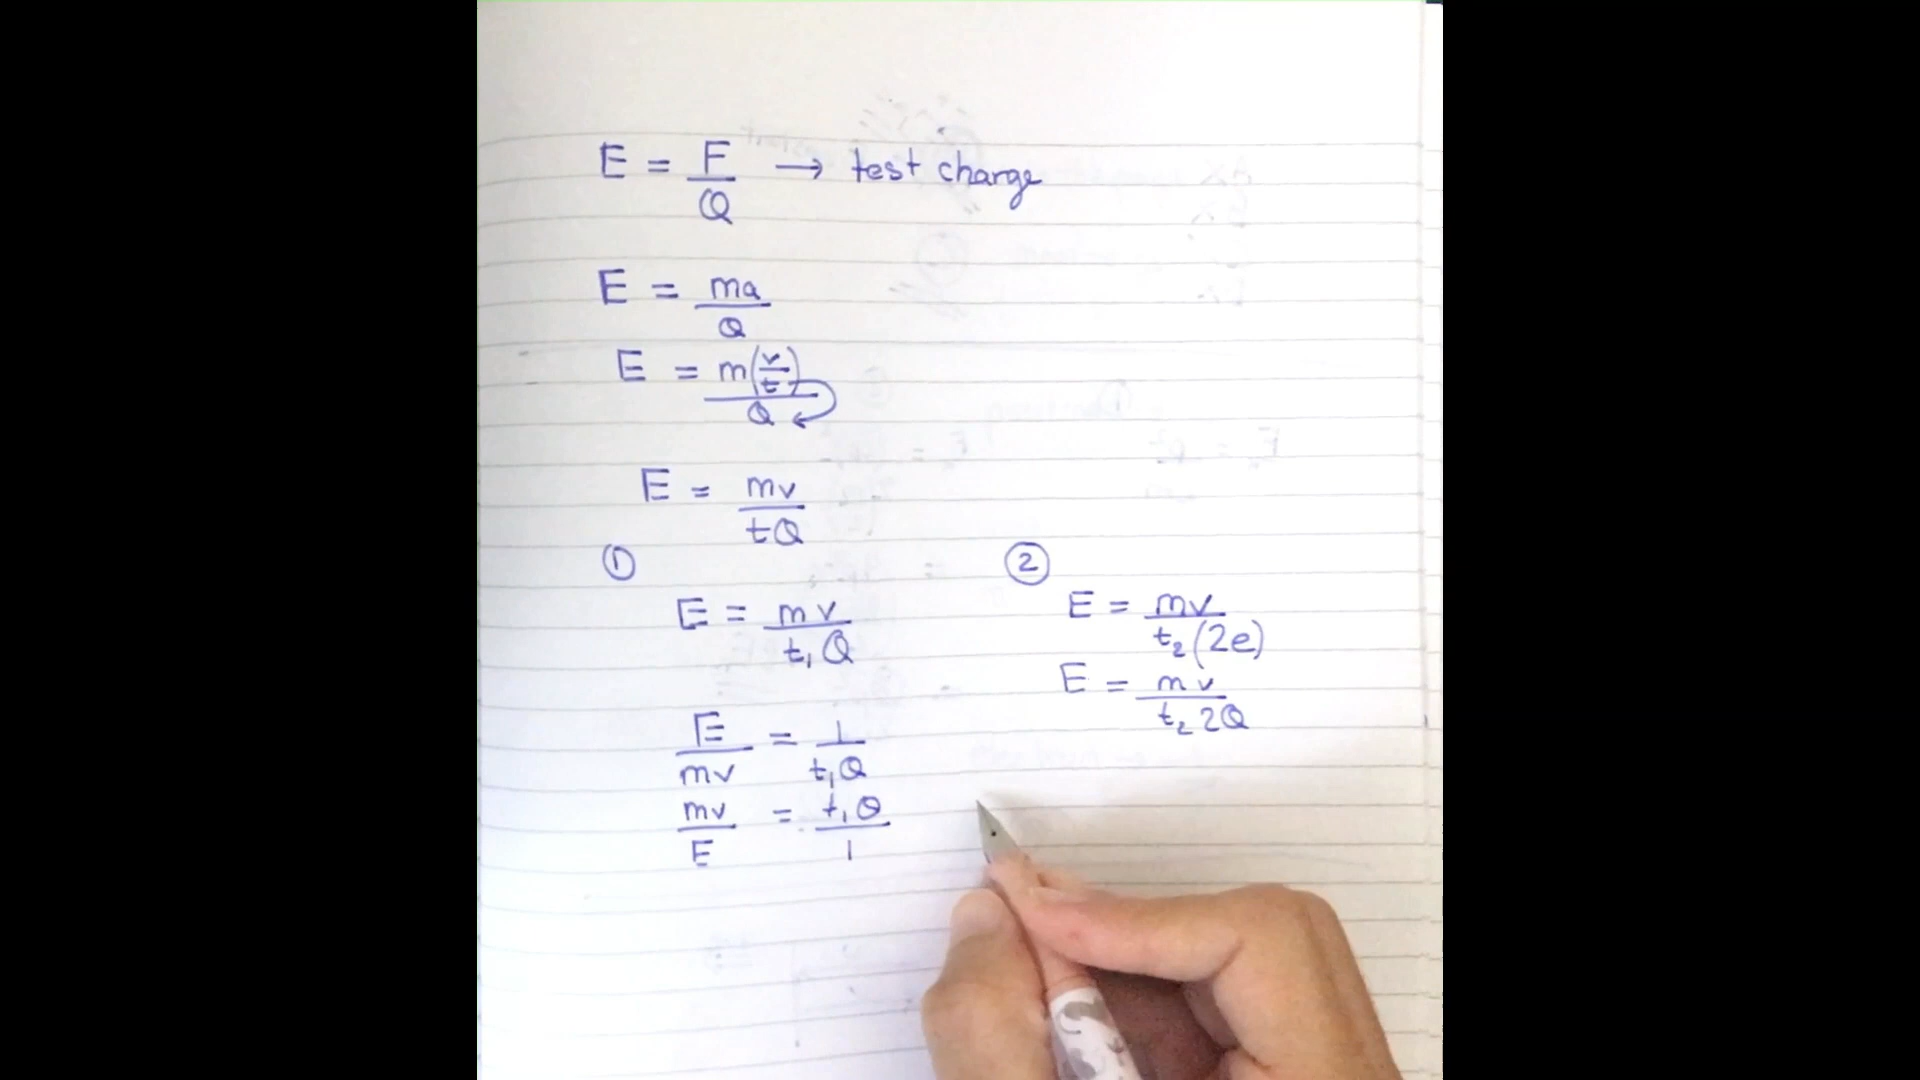 E = F/Q → test charge
E = ma/Q
E = m(v/t)/Q
E = mv/tQ
① ②
E = mv/t₁Q E = mv/t₂(2e)
E = mv/t₂2Q
E/mv = 1/t₁Q
mv/E = t₁Q/1